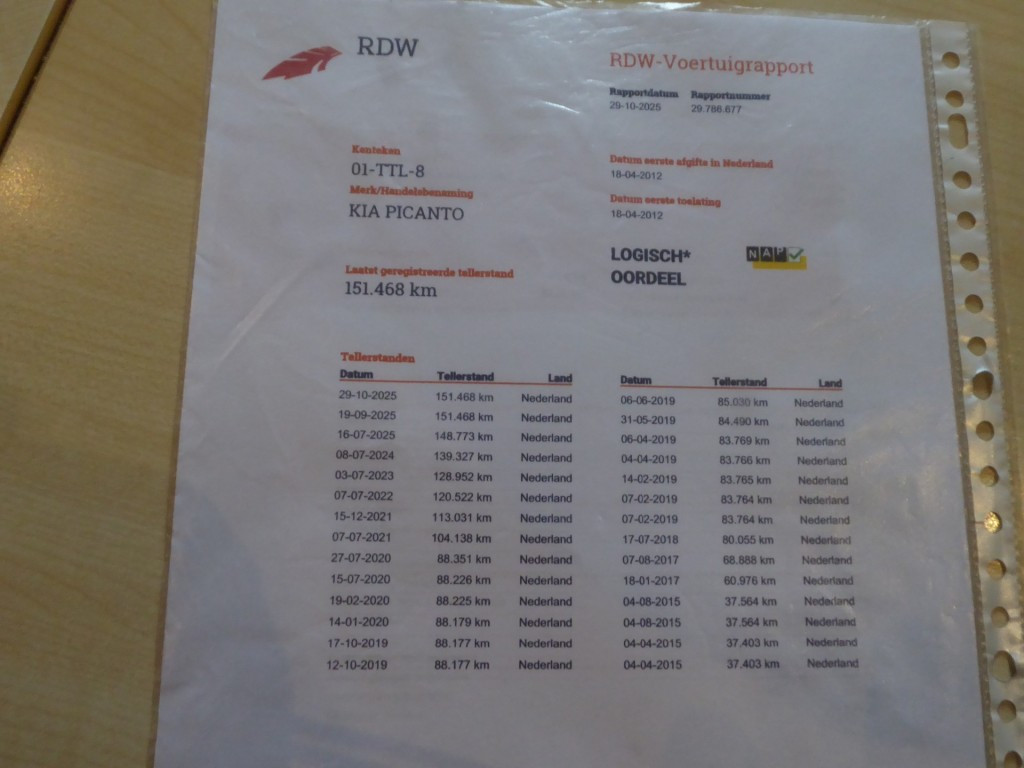 RDW
RDW-Voertuigrapport
Rapportdatum Rapportnummer
29-10-2025 29.786.677
Kenteken
01-TTL-8
Merk/Handelsbenaming
KIA PICANTO
Datum eerste afgifte in Nederland
18-04-2012
Datum eerste toelating
18-04-2012
Laatst geregistreerde tellerstand
151.468 km
LOGISCH*
OORDEEL
NAP
Tellerstanden
Datum Tellerstand Land
29-10-2025 151.468 km Nederland
19-09-2025 151.468 km Nederland
16-07-2025 148.773 km Nederland
08-07-2024 139.327 km Nederland
03-07-2023 128.952 km Nederland
07-07-2022 120.522 km Nederland
15-12-2021 113.031 km Nederland
07-07-2021 104.138 km Nederland
27-07-2020 88.351 km Nederland
15-07-2020 88.226 km Nederland
19-02-2020 88.225 km Nederland
14-01-2020 88.179 km Nederland
17-10-2019 88.177 km Nederland
12-10-2019 88.177 km Nederland
Datum Tellerstand Land
06-06-2019 85.030 km Nederland
31-05-2019 84.490 km Nederland
06-04-2019 83.769 km Nederland
04-04-2019 83.766 km Nederland
14-02-2019 83.765 km Nederland
07-02-2019 83.764 km Nederland
07-02-2019 83.764 km Nederland
17-07-2018 80.055 km Nederland
07-08-2017 68.888 km Nederland
18-01-2017 60.976 km Nederland
04-08-2015 37.564 km Nederland
04-08-2015 37.564 km Nederland
04-04-2015 37.403 km Nederland
04-04-2015 37.403 km Nederland